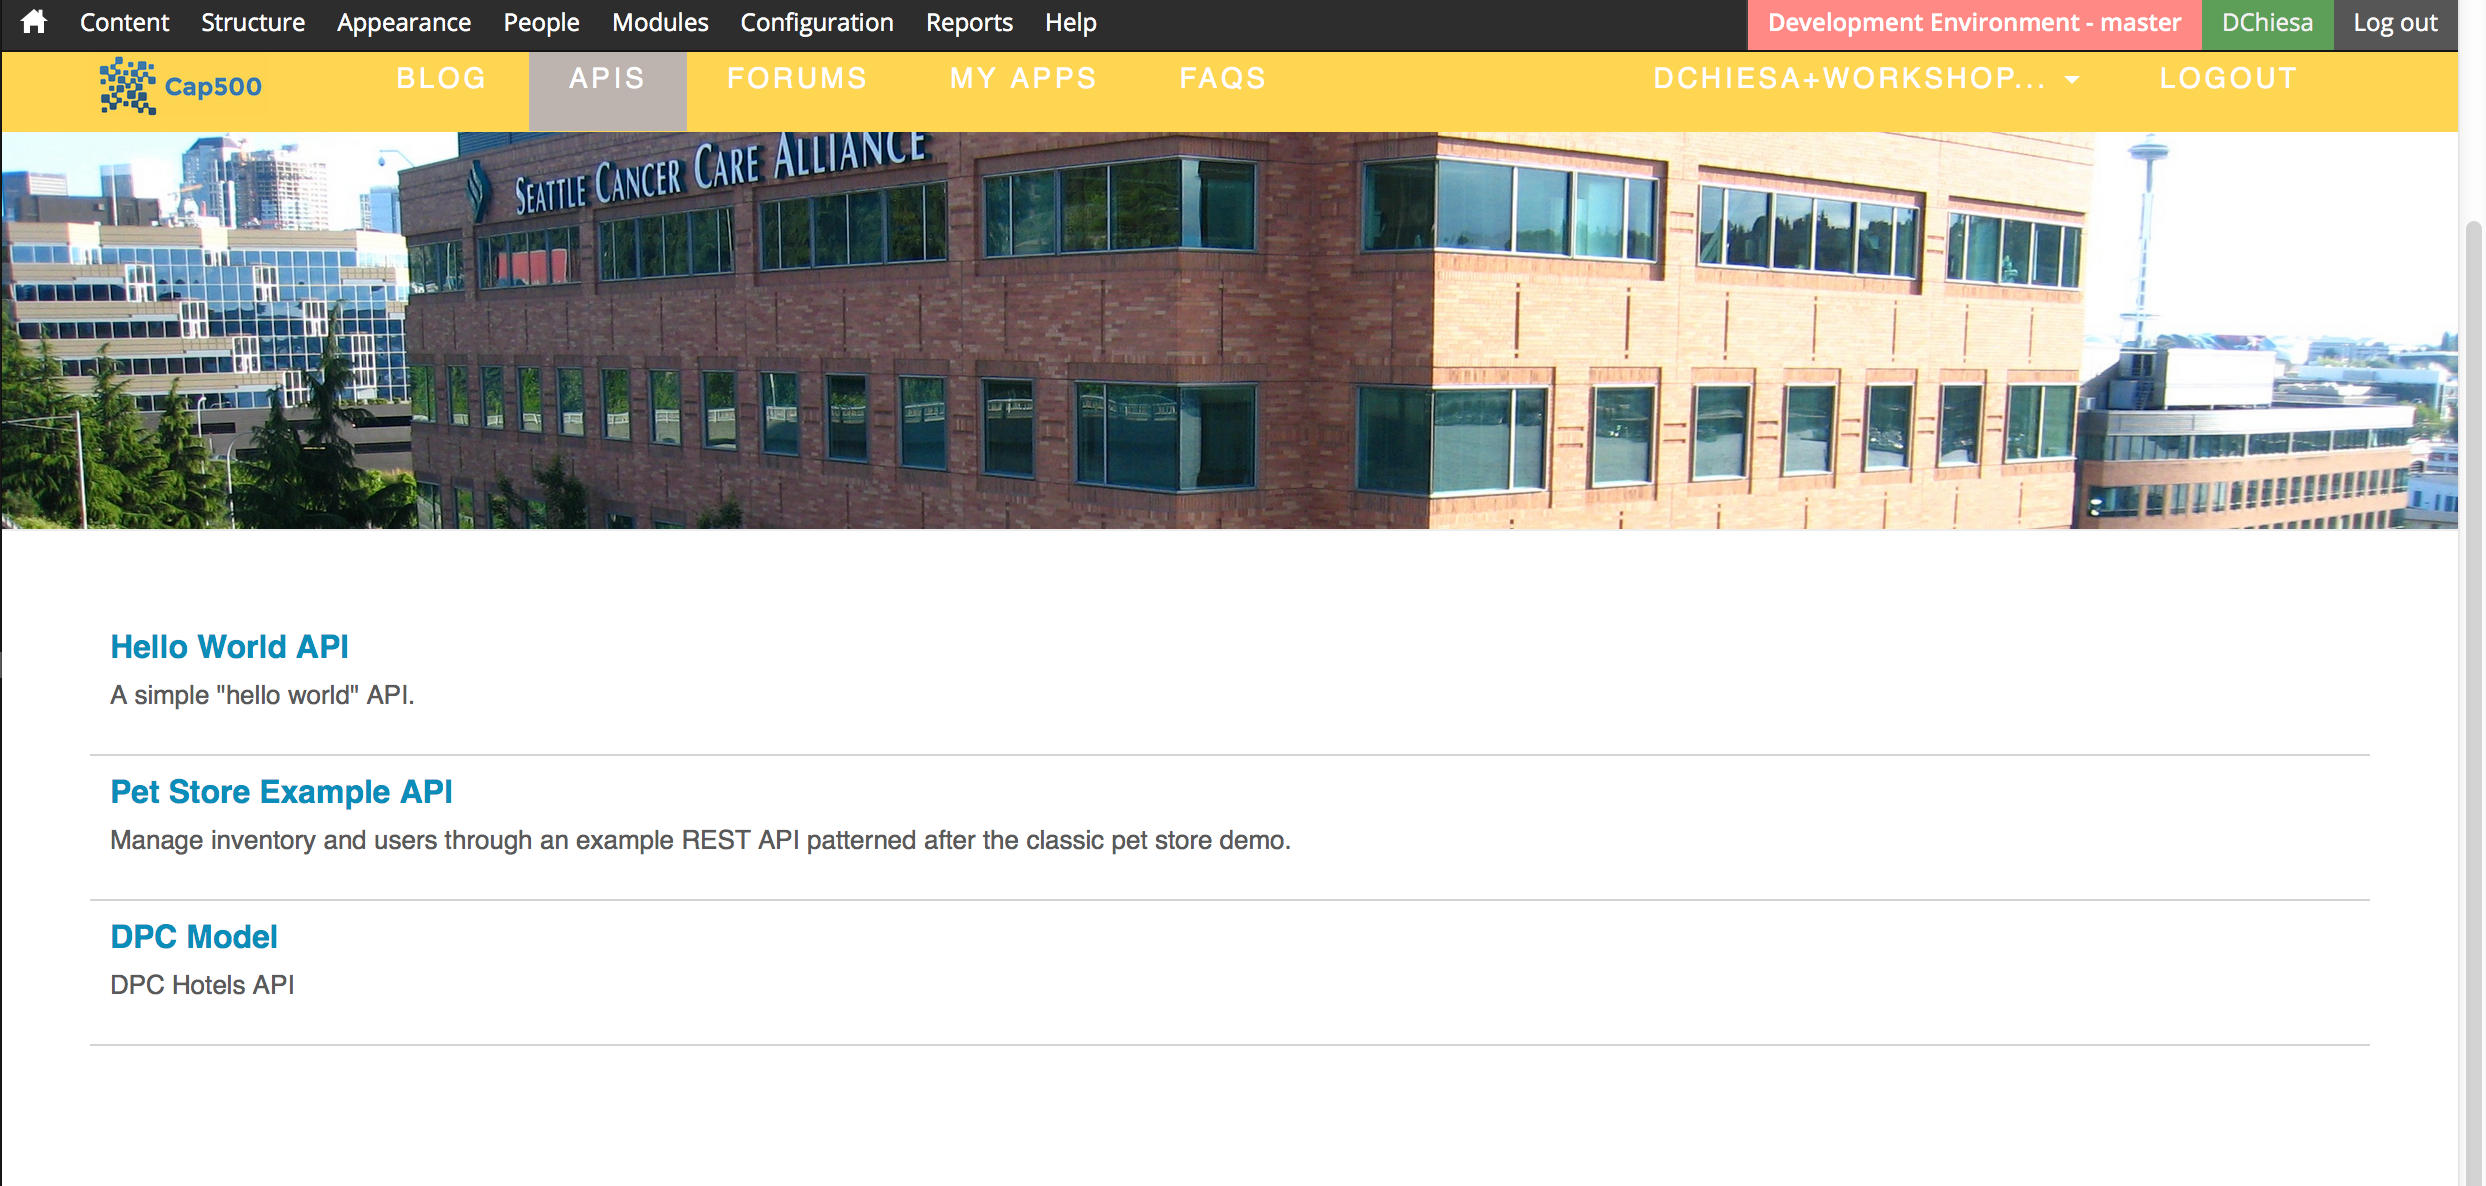 Content Structure Appearance People Modules Configuration Reports Help Development Environment - master DChiesa Log out
Cap500 BLOG APIS FORUMS MY APPS FAQS DCHIESA+WORKSHOP... LOGOUT
SEATTLE CANCER CARE ALLIANCE
Hello World API
A simple "hello world" API.
Pet Store Example API
Manage inventory and users through an example REST API patterned after the classic pet store demo.
DPC Model
DPC Hotels API